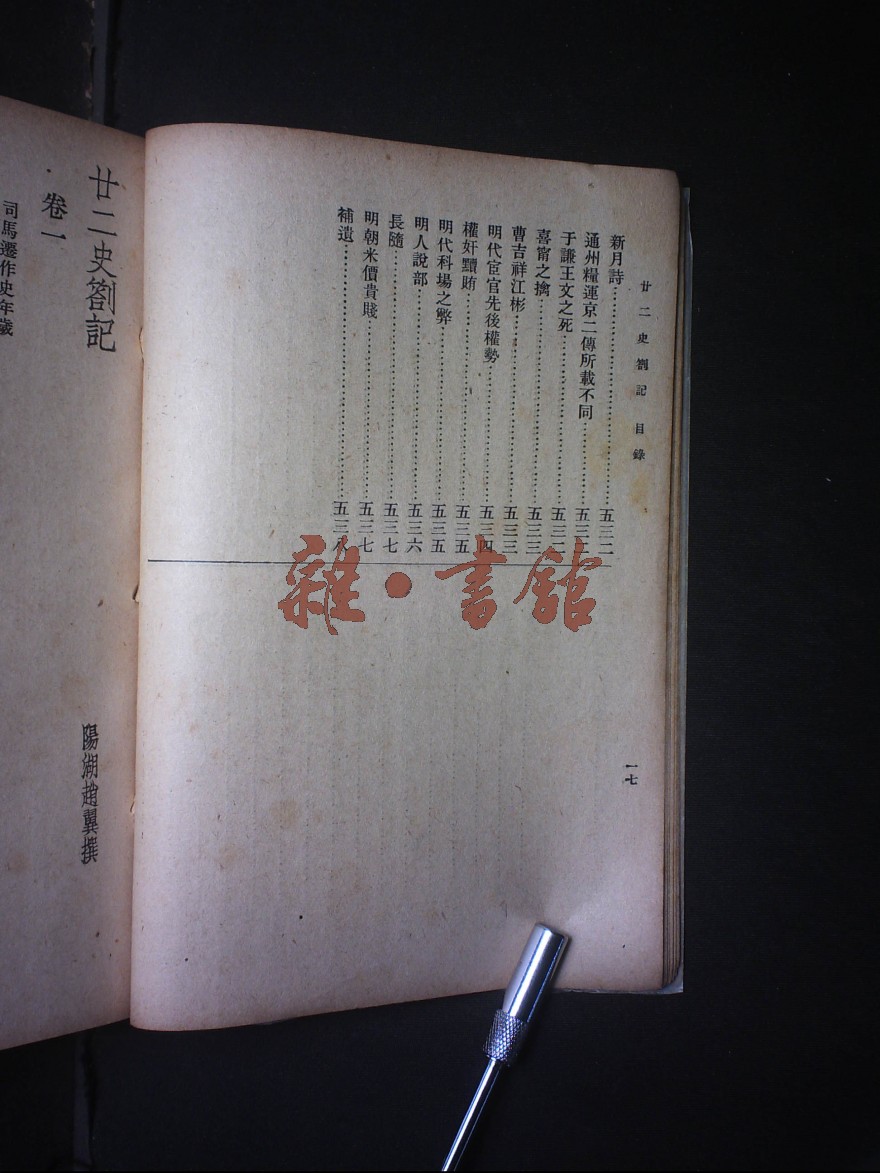 廿二史劄記 目錄
新月詩……五三二
通州糧運京二傳所載不同……五三二
于謙王文之死……五三二
喜甯之擒……五三三
曹吉祥江彬……五三三
明代宦官先後權勢……五三四
權奸黷賄……五三五
明代科場之弊……五三五
明人說部……五三六
長隨……五三七
明朝米價貴賤……五三七
補遺……五三八
一七
雜·書館
廿二史劄記
陽湖趙翼撰
卷一
司馬遷作史年歲